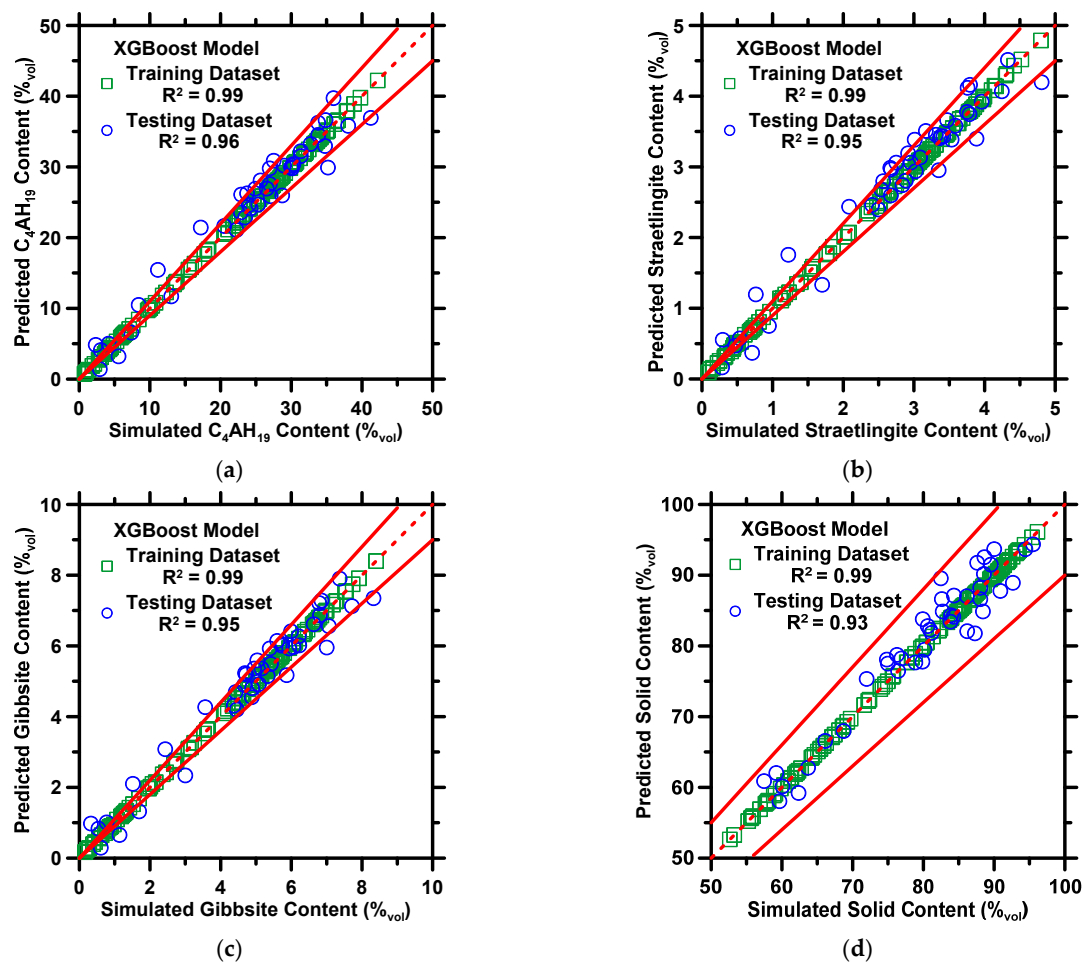 XGBoost Model
Training Dataset
R² = 0.99
Testing Dataset
R² = 0.96
Predicted C₄AH₁₉ Content (%vol)
50
40
30
20
10
0
0 10 20 30 40 50
Simulated C₄AH₁₉ Content (%vol)
(a)
XGBoost Model
Training Dataset
R² = 0.99
Testing Dataset
R² = 0.95
Predicted Straetlingite Content (%vol)
5
4
3
2
1
0
0 1 2 3 4 5
Simulated Straetlingite Content (%vol)
(b)
XGBoost Model
Training Dataset
R² = 0.99
Testing Dataset
R² = 0.95
Predicted Gibbsite Content (%vol)
10
8
6
4
2
0
0 2 4 6 8 10
Simulated Gibbsite Content (%vol)
(c)
XGBoost Model
Training Dataset
R² = 0.99
Testing Dataset
R² = 0.93
Predicted Solid Content (%vol)
100
90
80
70
60
50
50 60 70 80 90 100
Simulated Solid Content (%vol)
(d)